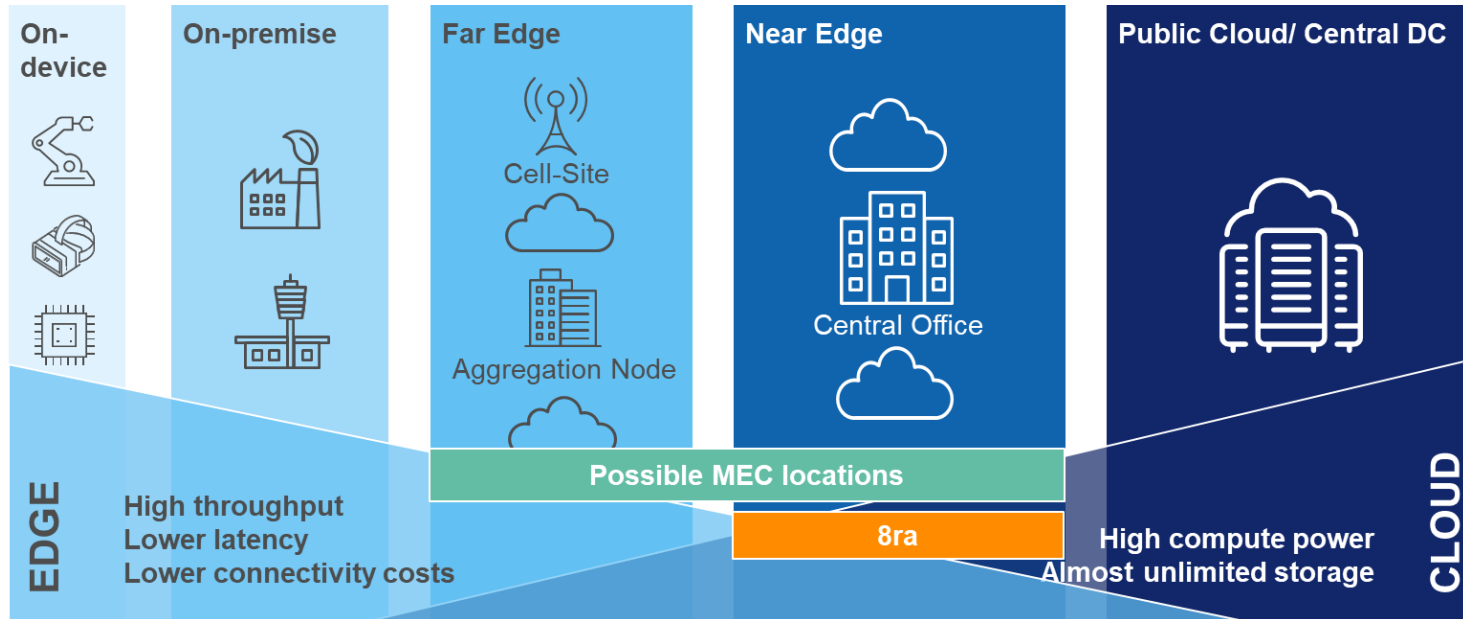 On-
device
On-premise
Far Edge
Near Edge
Public Cloud/ Central DC
Cell-Site
Aggregation Node
Central Office
Possible MEC locations
8ra
EDGE
High throughput
Lower latency
Lower connectivity costs
High compute power
Almost unlimited storage
CLOUD